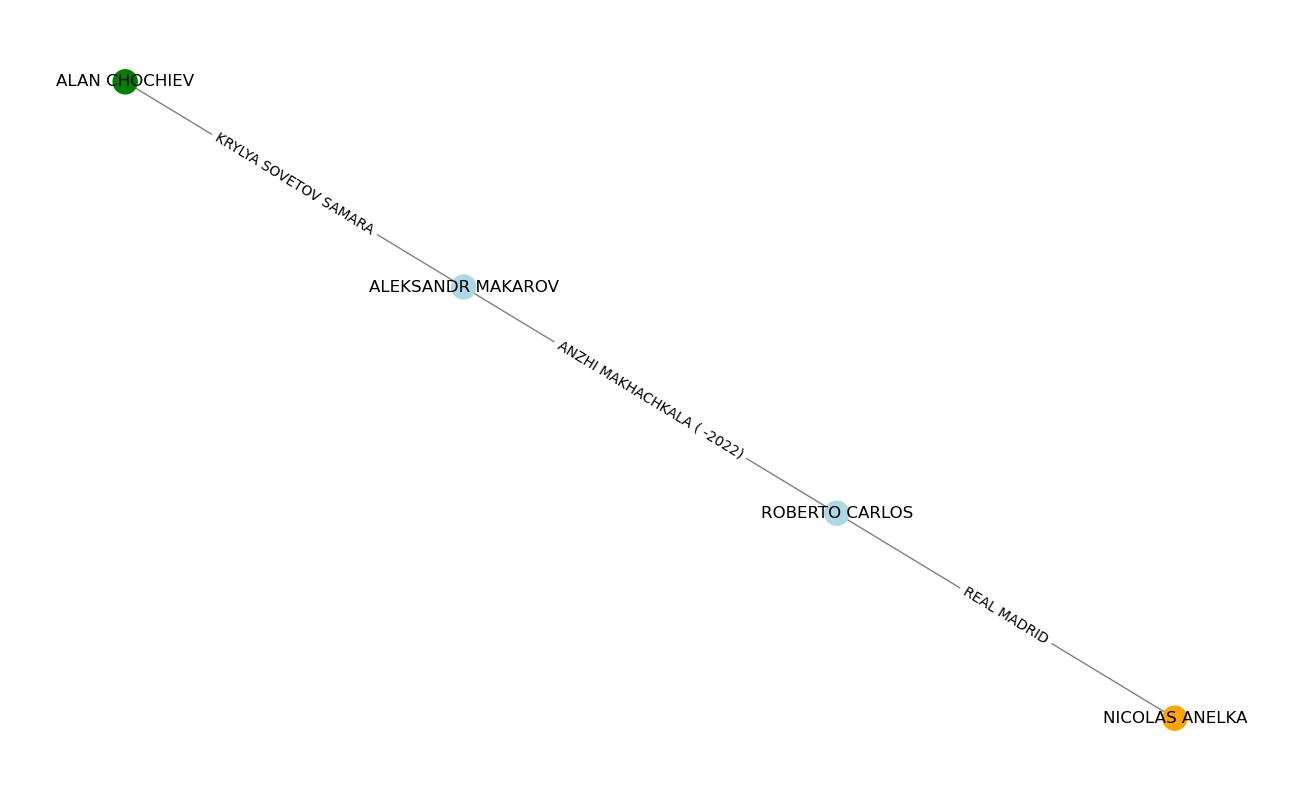 ALAN CHOCHIEV
KRYLYA SOVETOV SAMARA
ALEKSANDR MAKAROV
ANZHI MAKHACHKALA ( -2022)
ROBERTO CARLOS
REAL MADRID
NICOLAS ANELKA